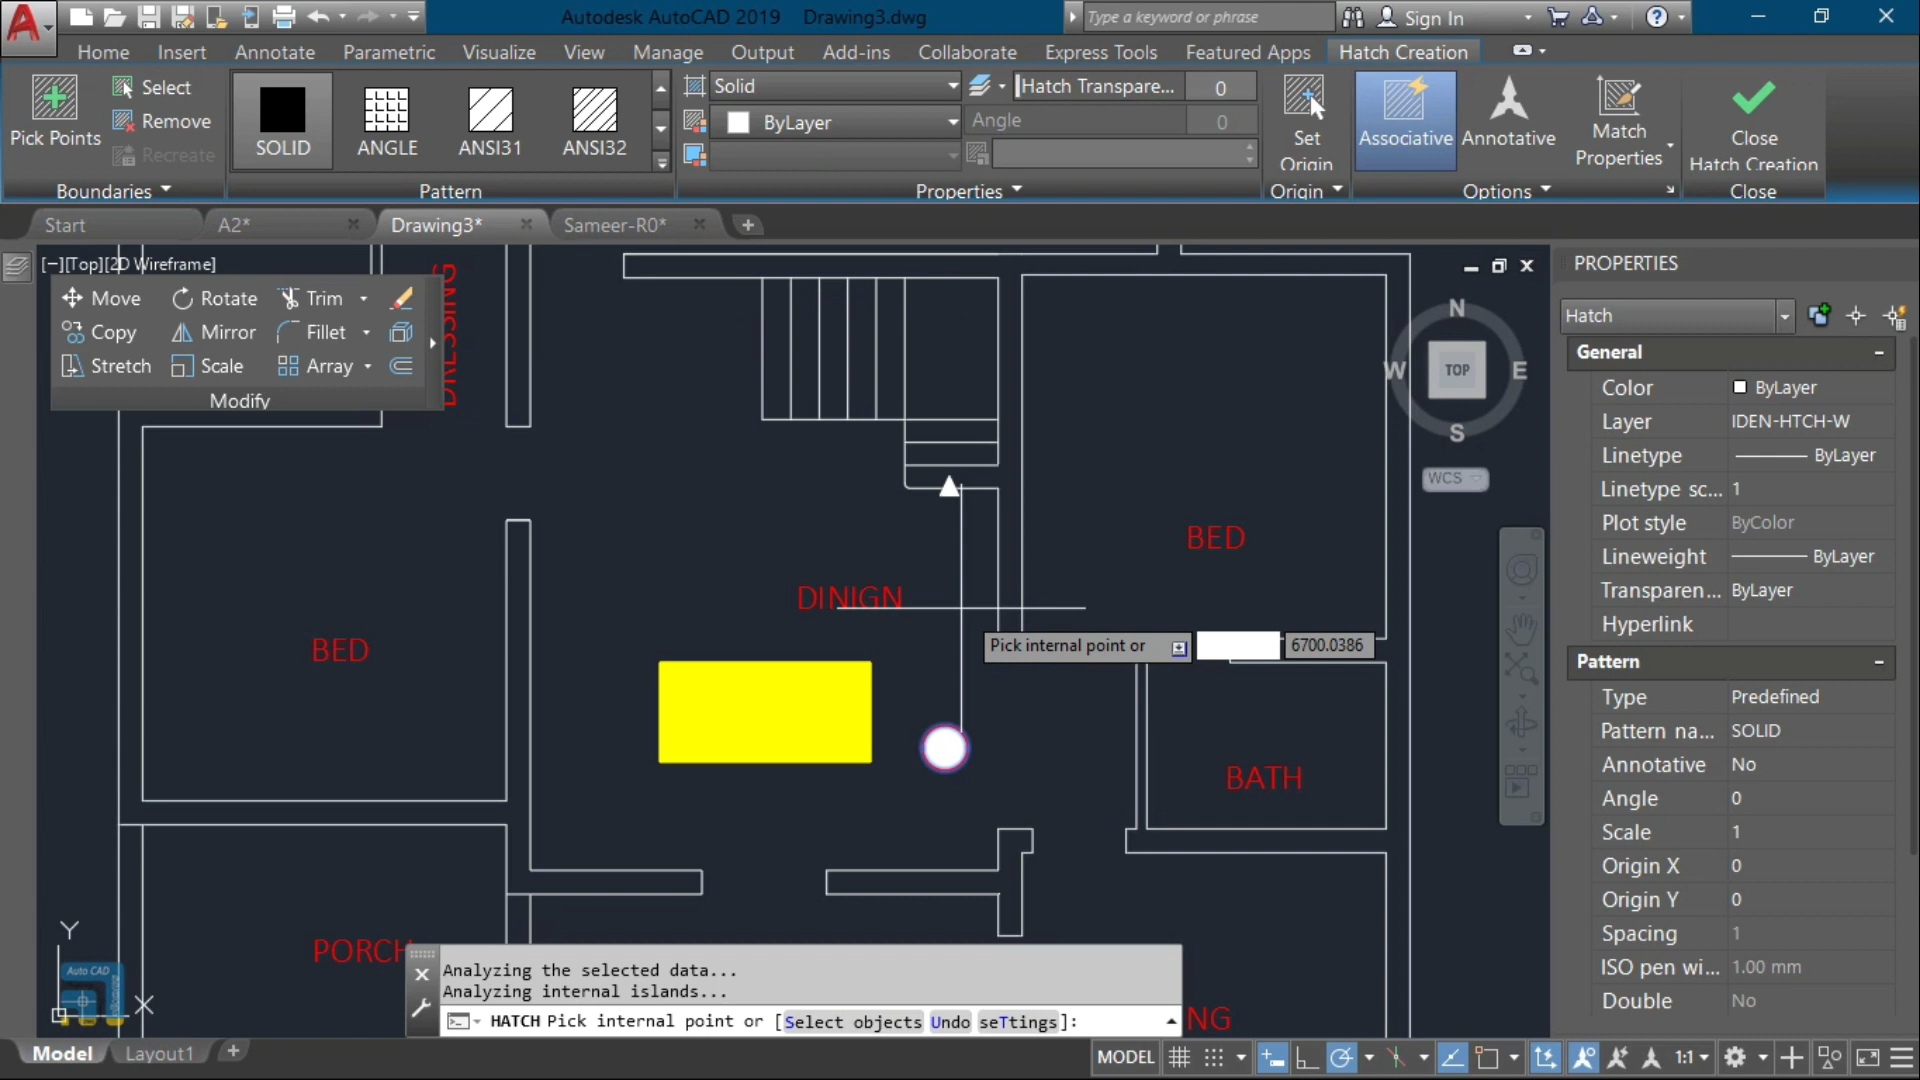 Autodesk AutoCAD 2019 Drawing3.dwg
Type a keyword or phrase
Sign In
Home Insert Annotate Parametric Visualize View Manage Output Add-ins Collaborate Express Tools Featured Apps Hatch Creation
Pick Points
Select
Remove
Recreate
Boundaries
SOLID ANGLE ANSI31 ANSI32
Pattern
Solid
Hatch Transpare... 0
ByLayer
Angle 0
Properties
Set
Origin
Origin
Associative
Annotative
Match
Properties
Options
Close
Hatch Creation
Close
Start A2* Drawing3* Sameer-R0*
[−][Top][2D Wireframe]
Move Rotate Trim
Copy Mirror Fillet
Stretch Scale Array
Modify
DRESSING
N
W TOP E
S
WCS
BED
DINIGN
BED
Pick internal point or 6700.0386
BATH
PORCH
NG
Y
X
Auto CAD
Analyzing the selected data...
Analyzing internal islands...
HATCH Pick internal point or [Select objects Undo seTtings]:
PROPERTIES
Hatch
General
Color ByLayer
Layer IDEN-HTCH-W
Linetype ByLayer
Linetype sc... 1
Plot style ByColor
Lineweight ByLayer
Transparen... ByLayer
Hyperlink
Pattern
Type Predefined
Pattern na... SOLID
Annotative No
Angle 0
Scale 1
Origin X 0
Origin Y 0
Spacing 1
ISO pen wi... 1.00 mm
Double No
Model Layout1
MODEL 1:1